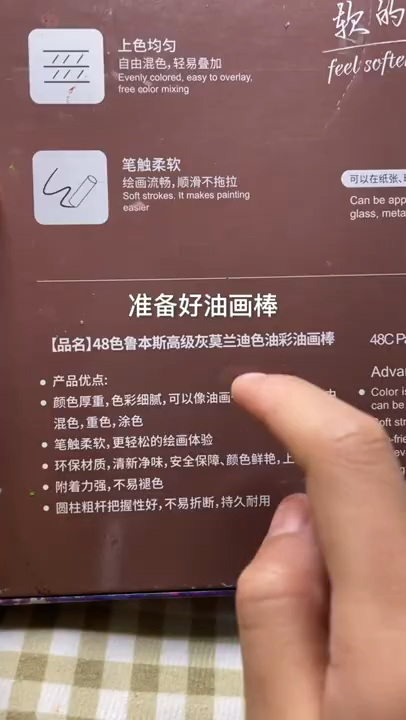 软的
feel softe
上色均匀
自由混色,轻易叠加
Evenly colored, easy to overlay,
free color mixing
笔触柔软
绘画流畅,顺滑不拖拉
Soft strokes. It makes painting
easier
可以在纸张、
Can be app
glass, meta
准备好油画棒
【品名】48色鲁本斯高级灰莫兰迪色油彩油画棒
• 产品优点:
• 颜色厚重,色彩细腻,可以像油画
混色,重色,涂色
• 笔触柔软,更轻松的绘画体验
• 环保材质,清新净味,安全保障、颜色鲜艳,上
• 附着力强,不易褪色
• 圆柱粗杆把握性好,不易折断,持久耐用
48C Pa
Advan
• Color is
can be
oft str